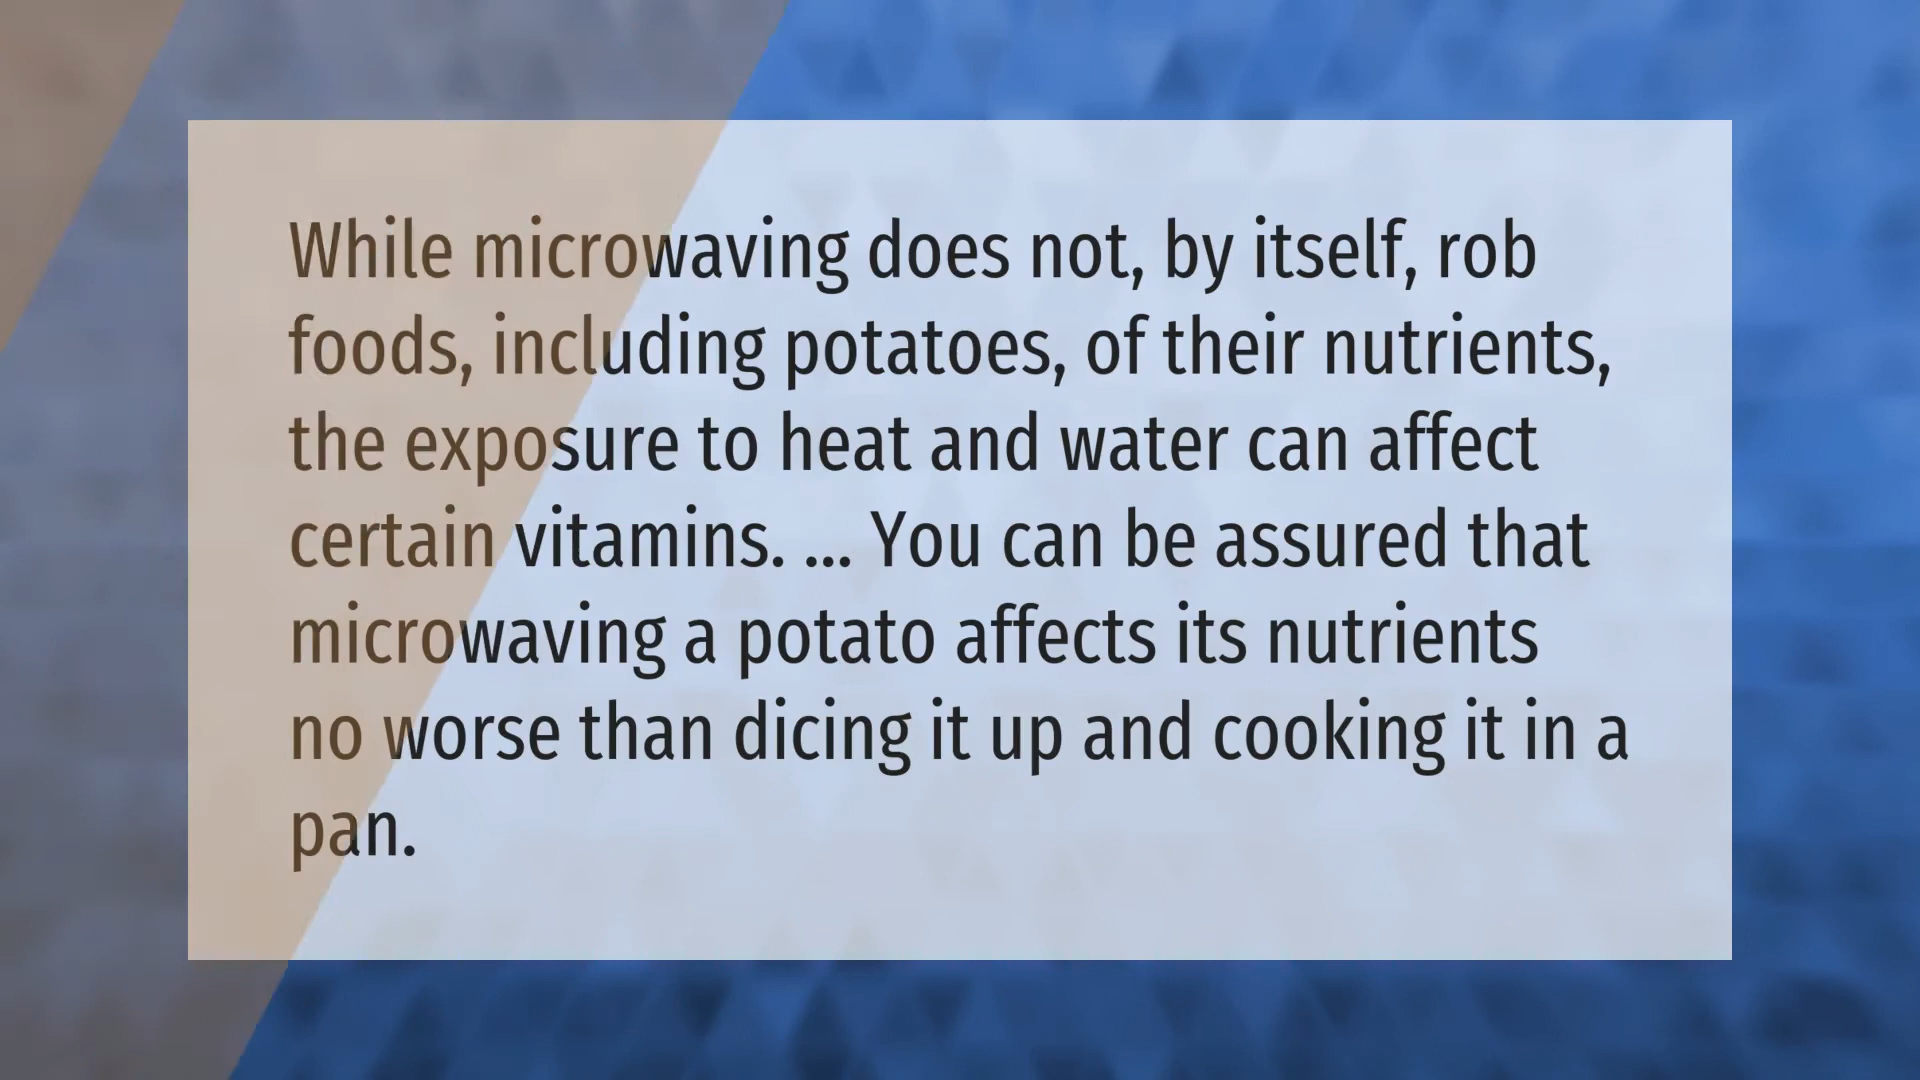 While microwaving does not, by itself, rob
foods, including potatoes, of their nutrients,
the exposure to heat and water can affect
certain vitamins. ... You can be assured that
microwaving a potato affects its nutrients
no worse than dicing it up and cooking it in a
pan.